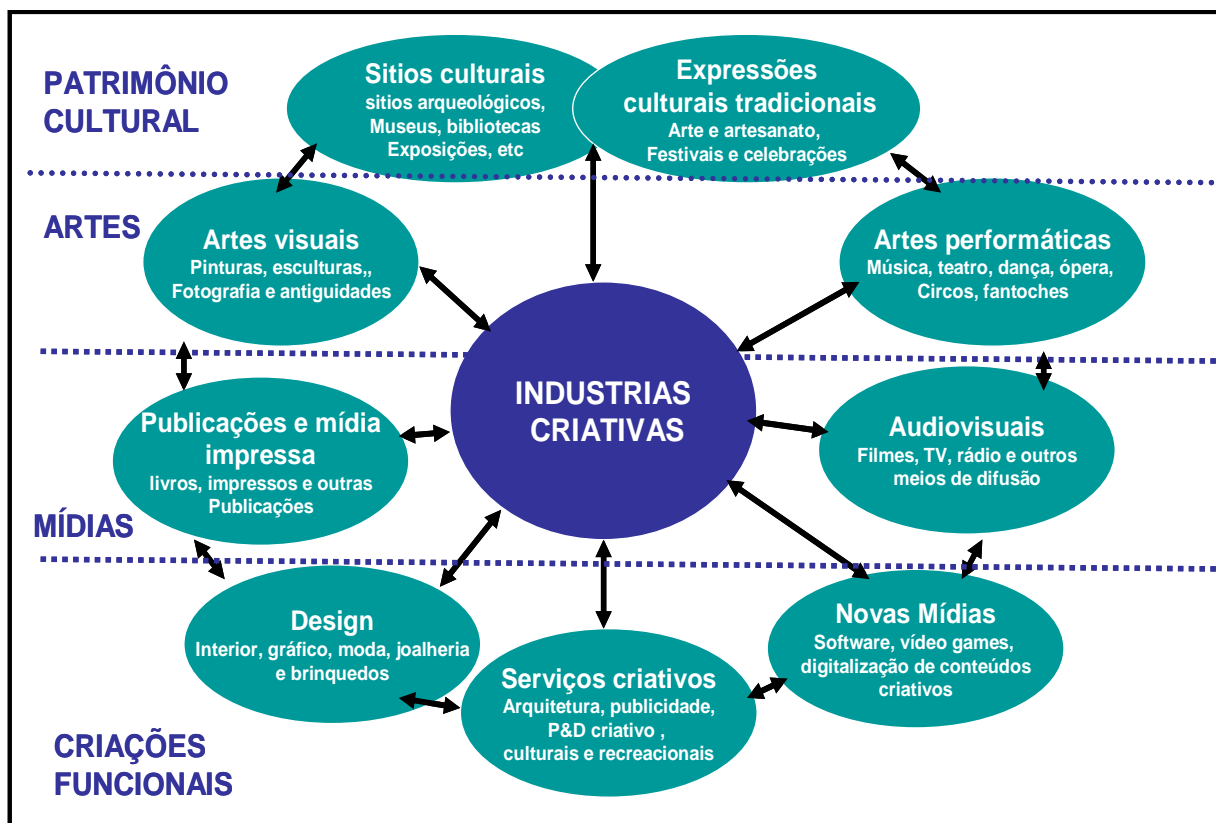 PATRIMÔNIO
CULTURAL
Sitios culturais
sitios arqueológicos,
Museus, bibliotecas
Exposições, etc
Expressões
culturais tradicionais
Arte e artesanato,
Festivais e celebrações
ARTES
Artes visuais
Pinturas, esculturas,,
Fotografia e antiguidades
Artes performáticas
Música, teatro, dança, ópera,
Circos, fantoches
INDUSTRIAS
CRIATIVAS
Publicações e mídia
impressa
livros, impressos e outras
Publicações
Audiovisuais
Filmes, TV, rádio e outros
meios de difusão
MÍDIAS
Design
Interior, gráfico, moda, joalheria
e brinquedos
Serviços criativos
Arquitetura, publicidade,
P&D criativo ,
culturais e recreacionais
Novas Mídias
Software, vídeo games,
digitalização de conteúdos
criativos
CRIAÇÕES
FUNCIONAIS